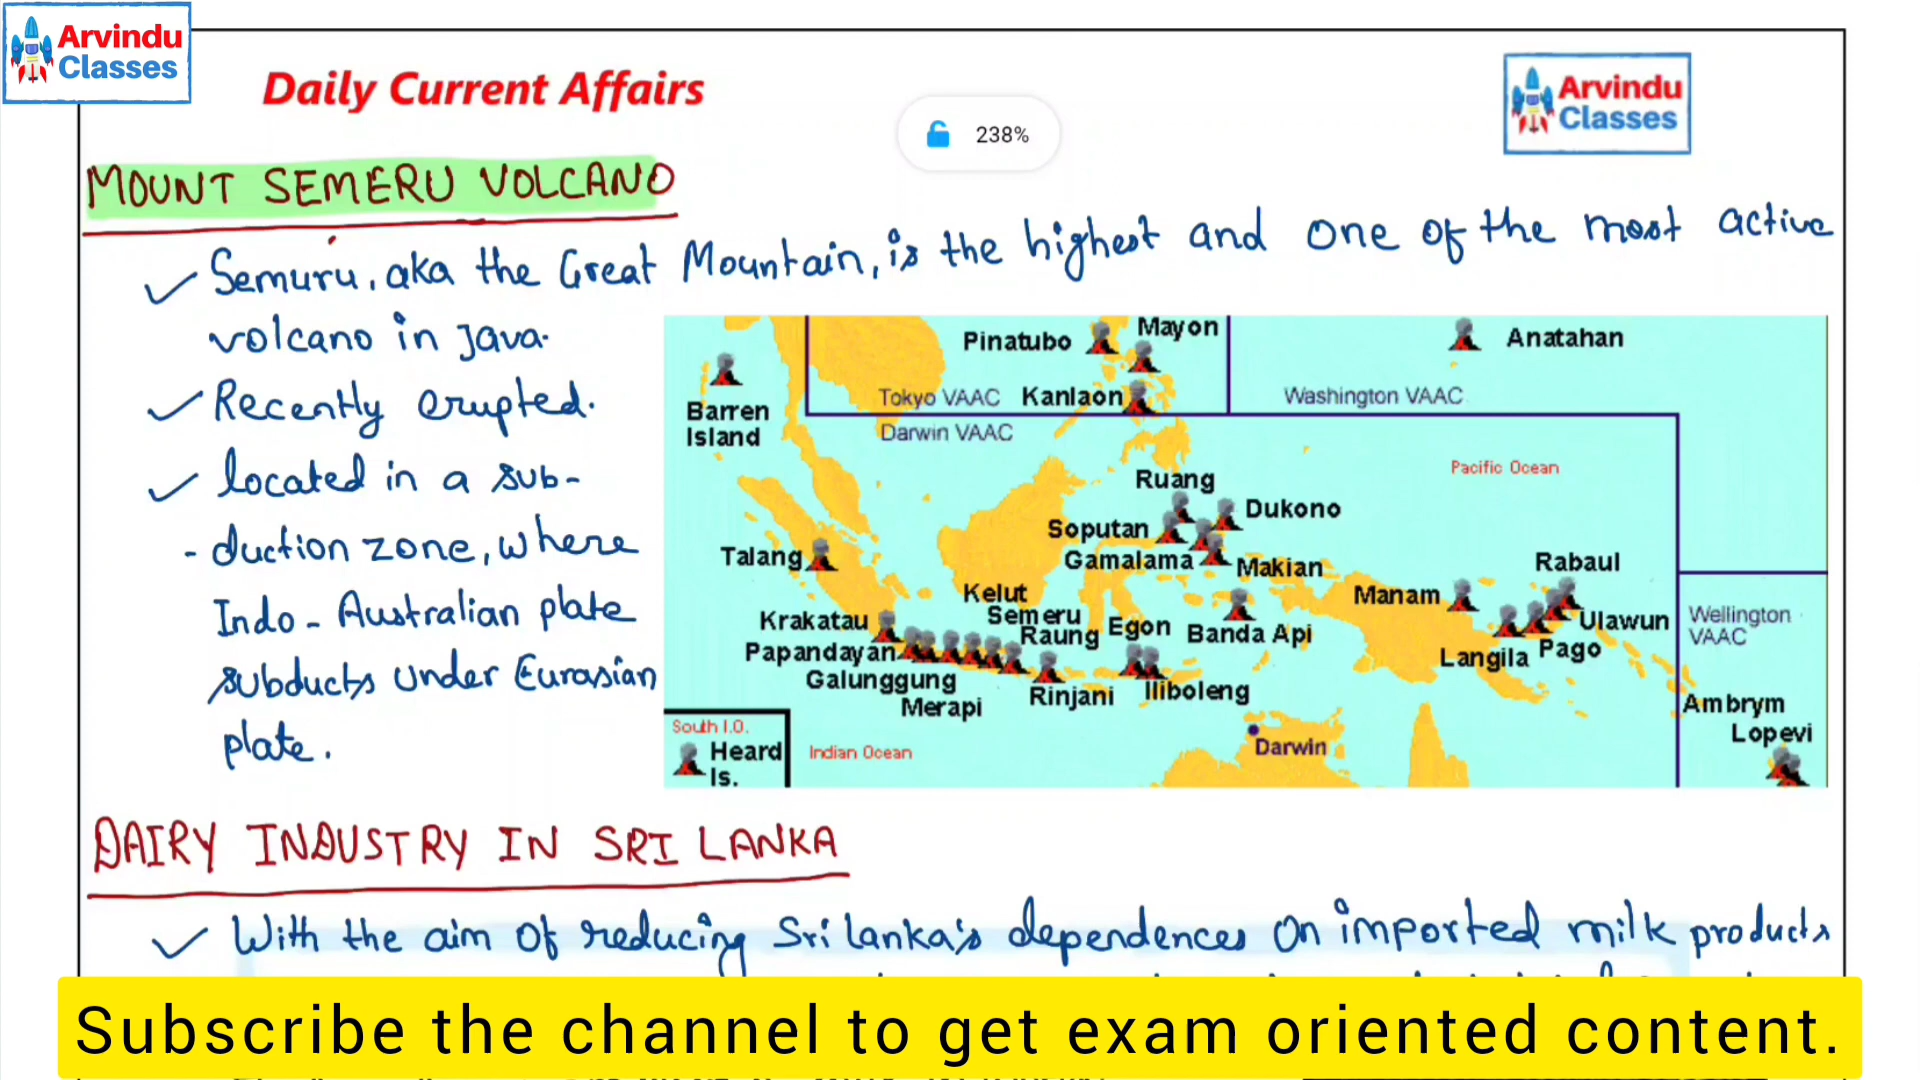 Arvindu
Classes
Daily Current Affairs
238%
Arvindu
Classes
MOUNT SEMERU VOLCANO
Semuru, aka the Great Mountain, is the highest and one of the most active
volcano in Java.
Recently erupted.
located in a sub-
- duction zone, where
Indo - Australian plate
subducts under Eurasian
plate.
Pinatubo
Mayon
Anatahan
Barren
Island
Tokyo VAAC
Kanlaon
Washington VAAC
Darwin VAAC
Pacific Ocean
Ruang
Dukono
Soputan
Talang
Gamalama
Makian
Rabaul
Kelut
Manam
Semeru
Krakatau
Raung
Egon
Banda Api
Ulawun
Wellington
VAAC
Papandayan
Langila
Pago
Galunggung
Rinjani
Iliboleng
Merapi
Ambrym
South I.O.
Lopevi
Heard
Is.
Indian Ocean
Darwin
DAIRY INDUSTRY IN SRI LANKA
With the aim of reducing Sri lanka's dependences on imported milk products
Subscribe the channel to get exam oriented content.